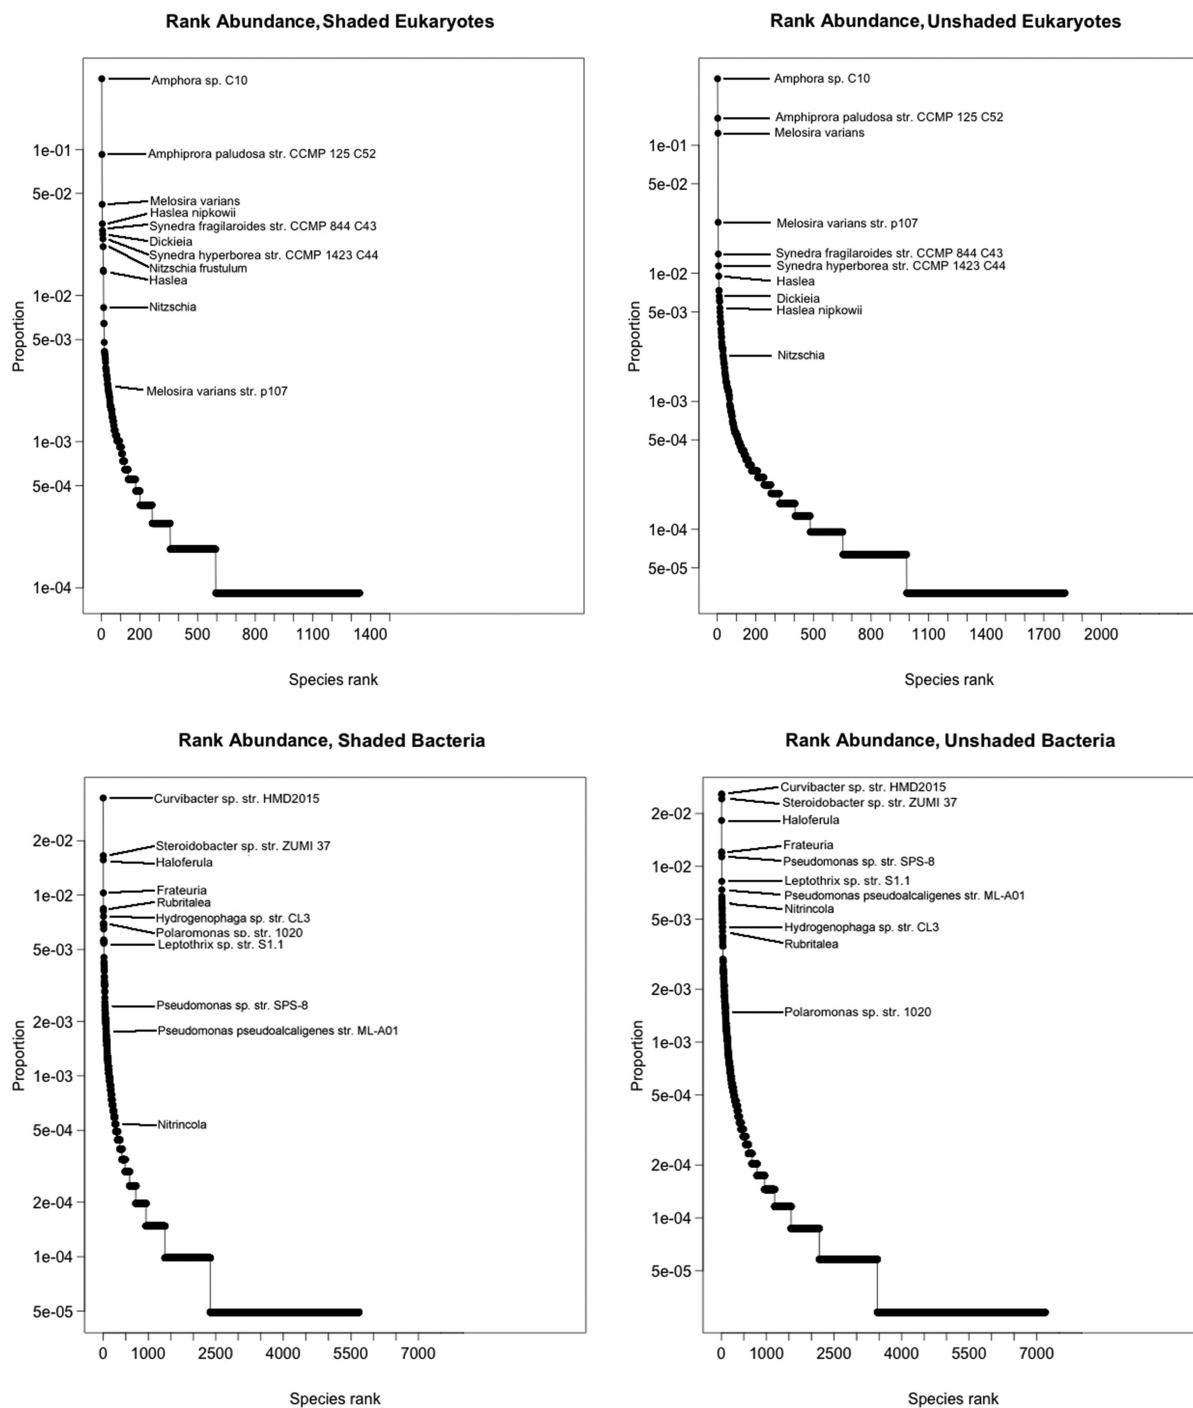 Rank Abundance, Shaded Eukaryotes
Amphora sp. C10
Amphiprora paludosa str. CCMP 125 C52
Melosira varians
Haslea nipkowii
Synedra fragilaroides str. CCMP 844 C43
Dickieia
Synedra hyperborea str. CCMP 1423 C44
Nitzschia frustulum
Haslea
Nitzschia
Melosira varians str. p107
1e-01
5e-02
1e-02
5e-03
1e-03
5e-04
1e-04
Proportion
0 200 500 800 1100 1400
Species rank
Rank Abundance, Unshaded Eukaryotes
Amphora sp. C10
Amphiprora paludosa str. CCMP 125 C52
Melosira varians
Melosira varians str. p107
Synedra fragilaroides str. CCMP 844 C43
Synedra hyperborea str. CCMP 1423 C44
Haslea
Dickieia
Haslea nipkowii
Nitzschia
1e-01
5e-02
1e-02
5e-03
1e-03
5e-04
1e-04
5e-05
Proportion
0 200 500 800 1100 1400 1700 2000
Species rank
Rank Abundance, Shaded Bacteria
Curvibacter sp. str. HMD2015
Steroidobacter sp. str. ZUMI 37
Haloferula
Frateuria
Rubritalea
Hydrogenophaga sp. str. CL3
Polaromonas sp. str. 1020
Leptothrix sp. str. S1.1
Pseudomonas sp. str. SPS-8
Pseudomonas pseudoalcaligenes str. ML-A01
Nitrincola
2e-02
1e-02
5e-03
2e-03
1e-03
5e-04
2e-04
1e-04
5e-05
Proportion
0 1000 2500 4000 5500 7000
Species rank
Rank Abundance, Unshaded Bacteria
Curvibacter sp. str. HMD2015
Steroidobacter sp. str. ZUMI 37
Haloferula
Frateuria
Pseudomonas sp. str. SPS-8
Leptothrix sp. str. S1.1
Pseudomonas pseudoalcaligenes str. ML-A01
Nitrincola
Hydrogenophaga sp. str. CL3
Rubritalea
Polaromonas sp. str. 1020
2e-02
1e-02
5e-03
2e-03
1e-03
5e-04
2e-04
1e-04
5e-05
Proportion
0 1000 2500 4000 5500 7000
Species rank